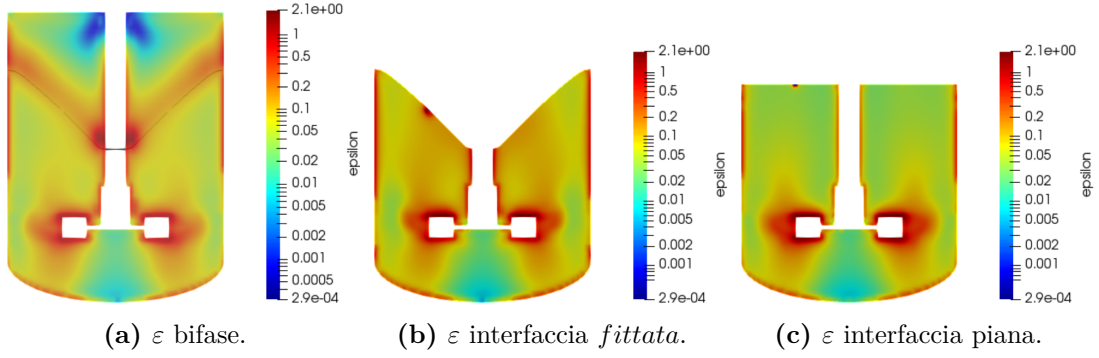 2.1e+00
1
0.5
0.2
0.1
0.05
0.02
0.01
0.005
0.002
0.001
0.0005
2.9e-04
epsilon
2.1e+00
1
0.5
0.2
0.1
0.05
0.02
0.01
0.005
0.002
0.001
2.9e-04
epsilon
2.1e+00
1
0.5
0.2
0.1
0.05
0.02
0.01
0.005
0.002
0.001
2.9e-04
epsilon
(a) ε bifase.
(b) ε interfaccia fittata.
(c) ε interfaccia piana.